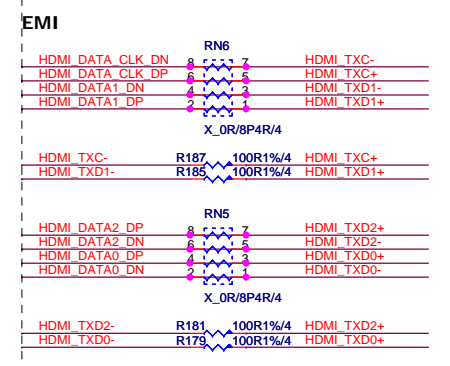 EMI
RN6
HDMI_DATA_CLK_DN 8 7 HDMI_TXC-
HDMI_DATA_CLK_DP 6 5 HDMI_TXC+
HDMI_DATA1_DN 4 3 HDMI_TXD1-
HDMI_DATA1_DP 2 1 HDMI_TXD1+
X_0R/8P4R/4
HDMI_TXC- R187 100R1%/4 HDMI_TXC+
HDMI_TXD1- R185 100R1%/4 HDMI_TXD1+
RN5
HDMI_DATA2_DP 8 7 HDMI_TXD2+
HDMI_DATA2_DN 6 5 HDMI_TXD2-
HDMI_DATA0_DP 4 3 HDMI_TXD0+
HDMI_DATA0_DN 2 1 HDMI_TXD0-
X_0R/8P4R/4
HDMI_TXD2- R181 100R1%/4 HDMI_TXD2+
HDMI_TXD0- R179 100R1%/4 HDMI_TXD0+